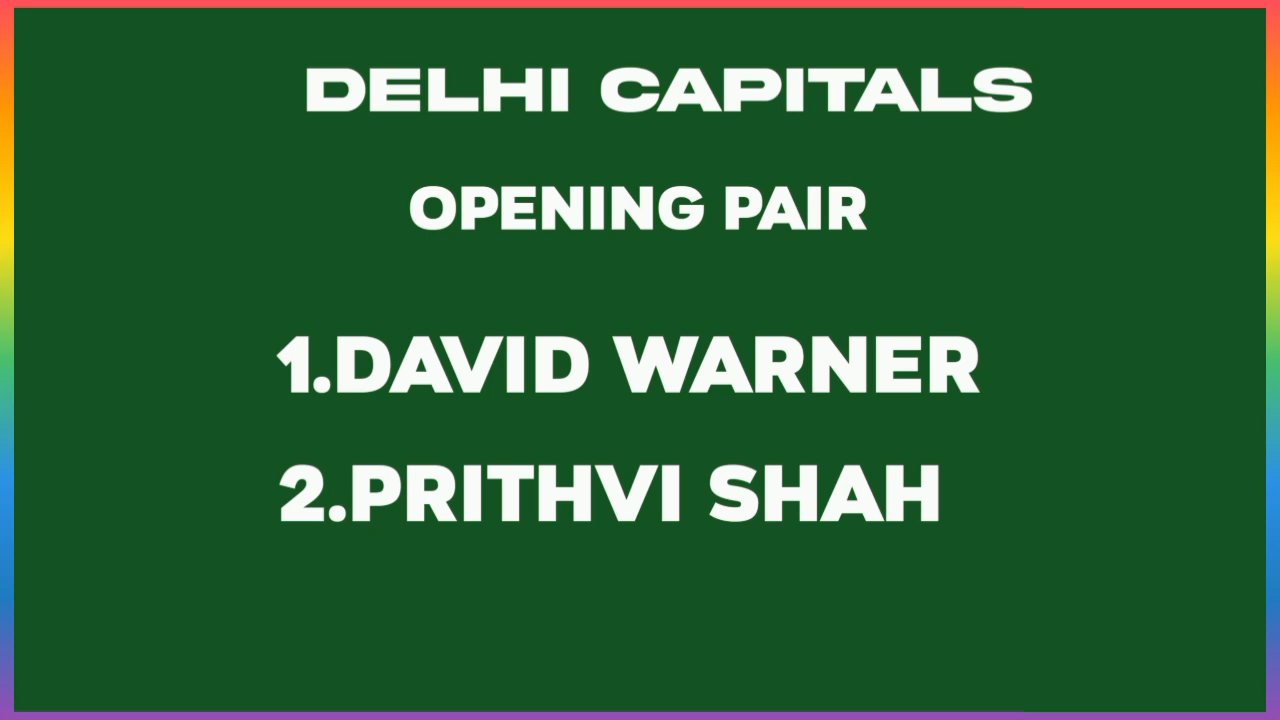 DELHI CAPITALS
OPENING PAIR
1.DAVID WARNER
2.PRITHVI SHAH